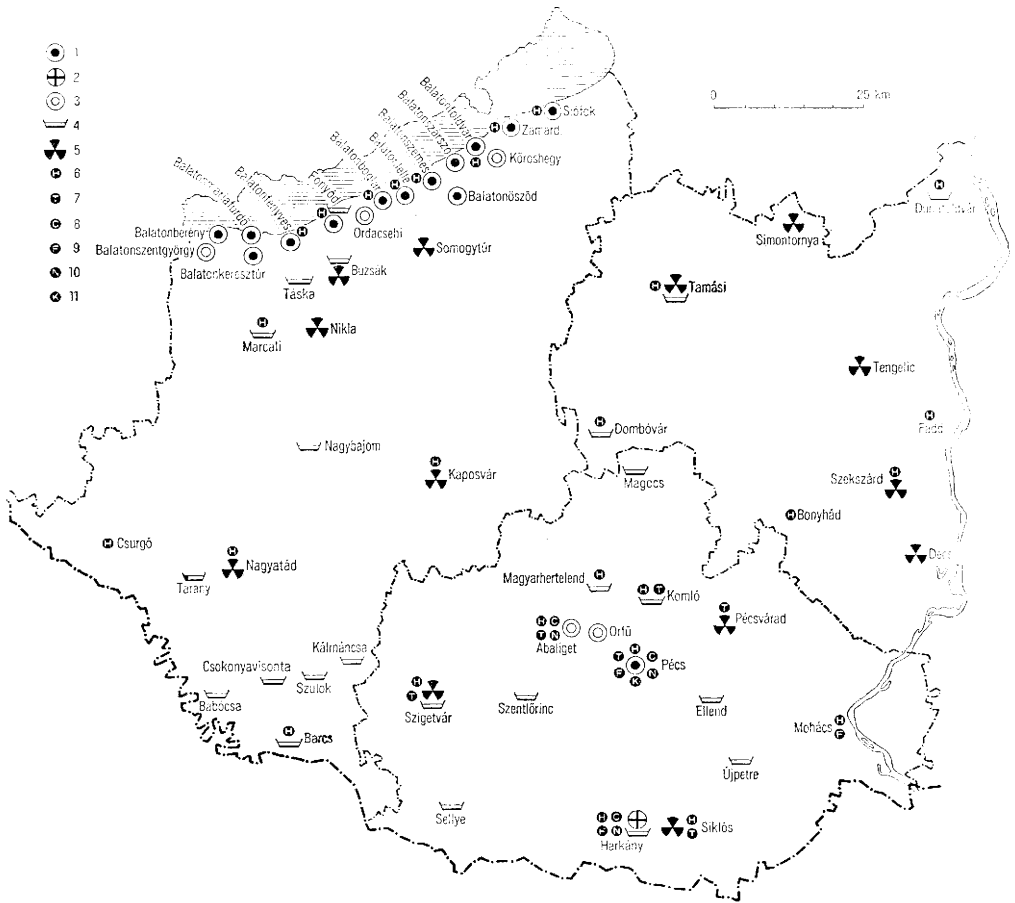 1
2
3
4
5
H 6
T 7
C 8
F 9
N 10
K 11
0 25 km
H Siófok
H Zamárdi
Balatonföldvár
Balatonszárszó
H Kőröshegy
Balatonszemes
H
Balatonlelle
H
Balatonboglár
H
Balatonöszöd
Fonyód
H
Ordacsehi
Balatonfenyves
H
Balatonmáriafürdő
Balatonberény
Balatonszentgyörgy
Balatonkeresztúr
Somogytúr
Buzsák
Táska
H
Marcali
Nikla
Simontornya
H
Dunaföldvár
H Tamási
Tengelic
H
Fadd
H
Dombóvár
Nagybajom
Mágocs
H
Kaposvár
H
Szekszárd
H Bonyhád
H Csurgó
H
Nagyatád
Tarany
Decs
H
Magyarhertelend
H T
Komló
T
Pécsvárad
H C
T N
Abaliget
Orfű
T H C
F K N
Pécs
Kálmáncsa
Csokonyavisonta
Szulok
Babócsa
H
T
Szigetvár
Szentlőrinc
Ellend
H
Barcs
Mohács H
F
Újpetre
Sellye
H C
F N
Harkány
H
T
Siklós